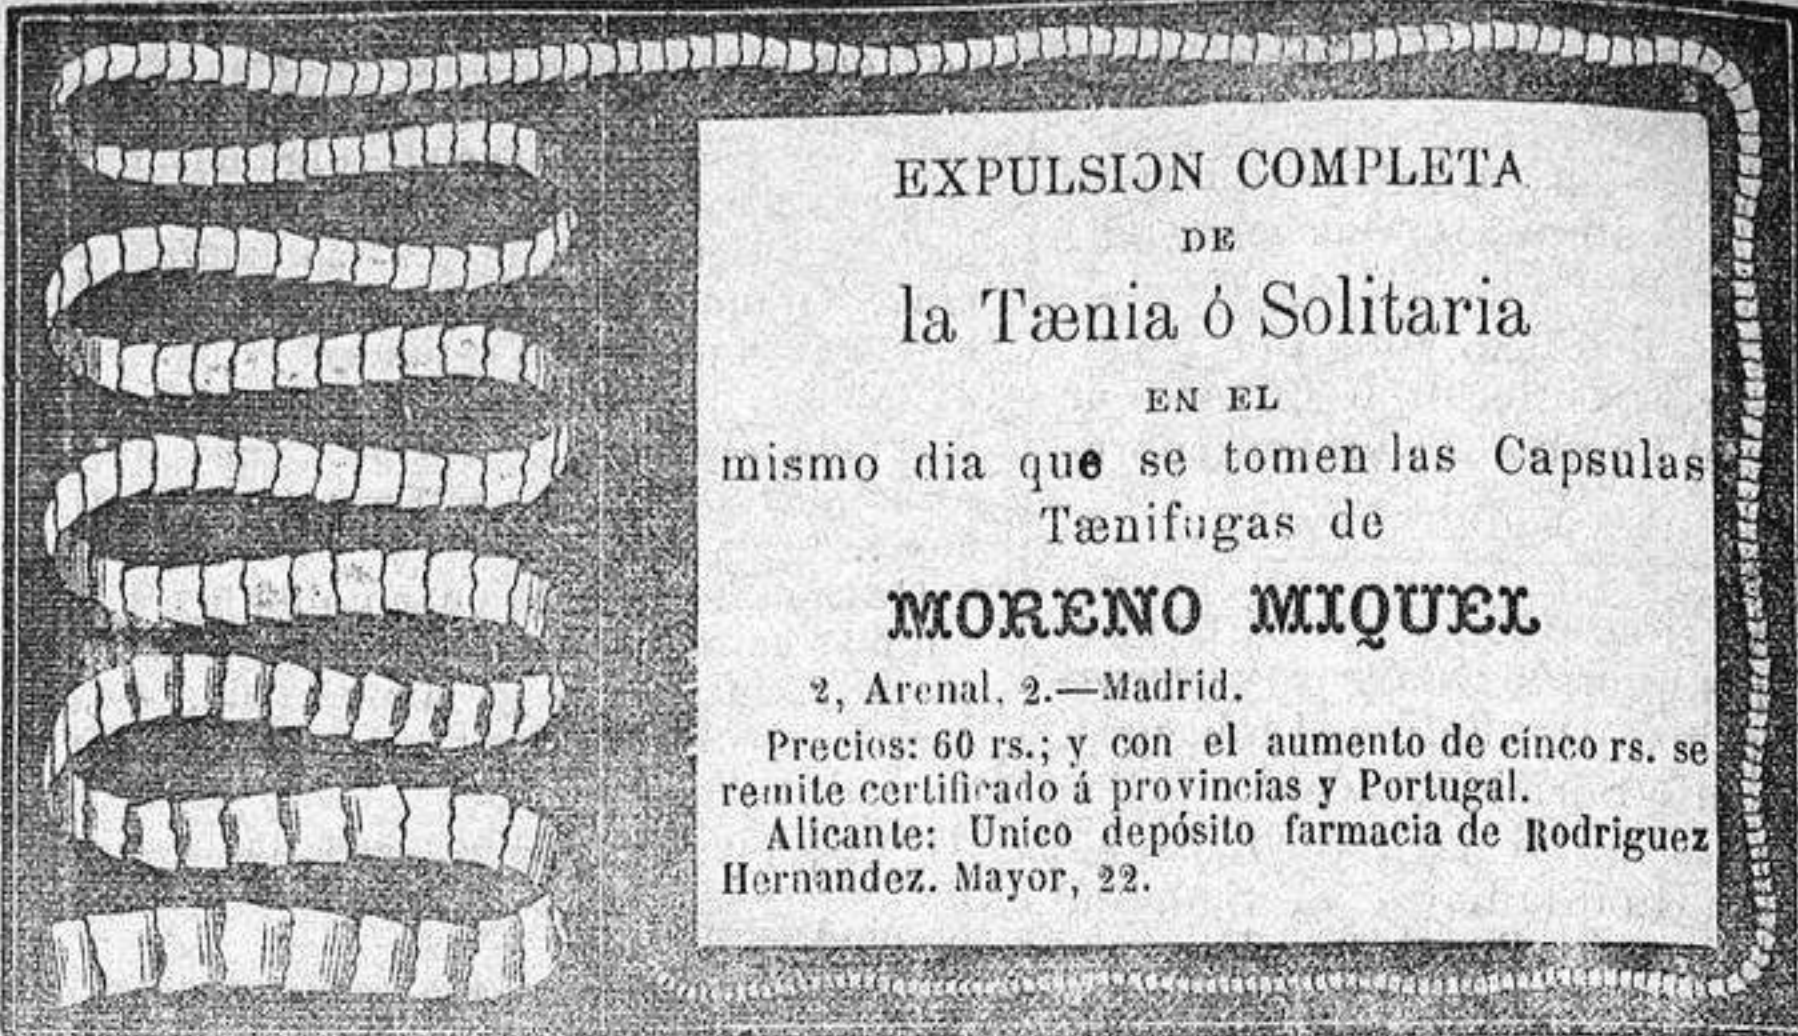 EXPULSION COMPLETA
DE
la Tænia ó Solitaria
EN EL
mismo dia que se tomen las Capsulas
Tænifugas de
MORENO MIQUEL
2, Arenal, 2.—Madrid.
Precios: 60 rs.; y con el aumento de cinco rs. se
remite certificado á provincias y Portugal.
Alicante: Unico depósito farmacia de Rodriguez
Hernandez. Mayor, 22.